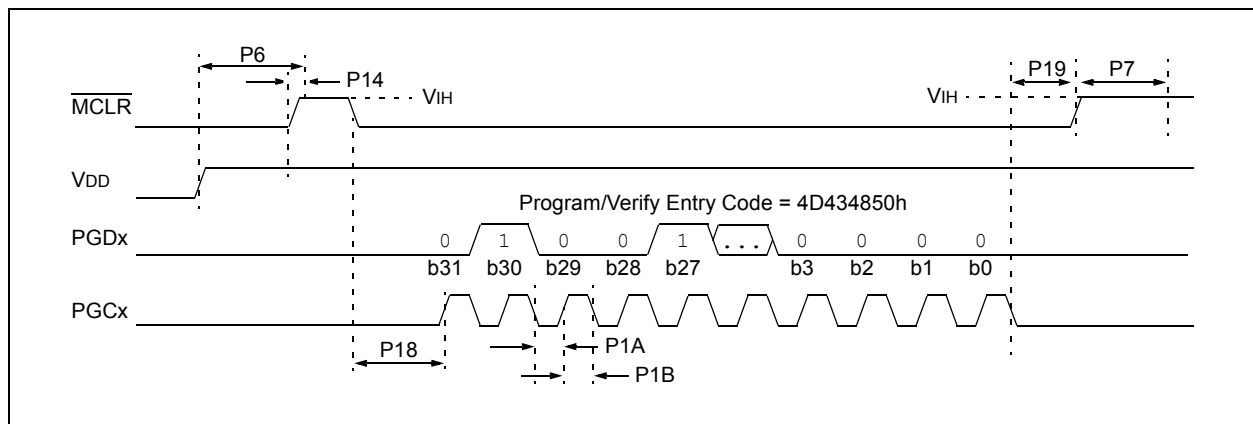 P6
P14
P19
P7
MCLR
VIH
VIH
VDD
Program/Verify Entry Code = 4D434850h
PGDx
0 1 0 0 1 ... 0 0 0 0
b31 b30 b29 b28 b27 b3 b2 b1 b0
PGCx
P18
P1A
P1B